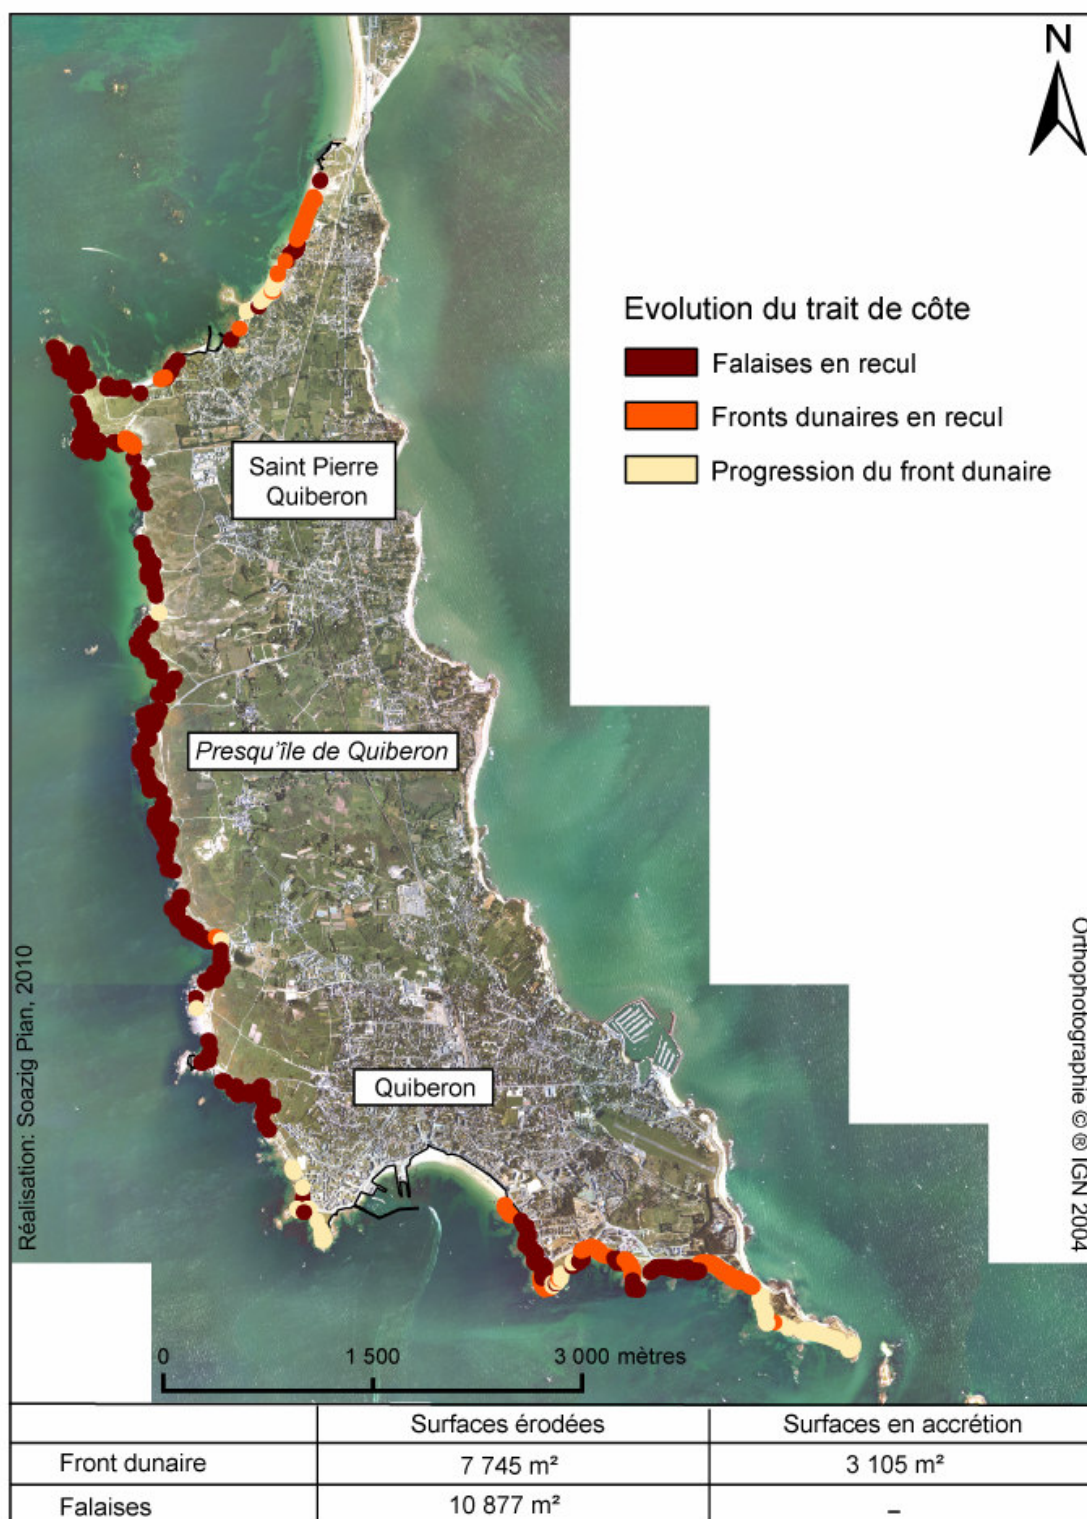 N
Evolution du trait de côte
Falaises en recul
Fronts dunaires en recul
Progression du front dunaire
Saint Pierre
Quiberon
Presqu'île de Quiberon
Quiberon
Réalisation: Soazig Pian, 2010
Orthophotographie © ® IGN 2004
0 1 500 3 000 mètres
Surfaces érodées Surfaces en accrétion
Front dunaire 7 745 m² 3 105 m²
Falaises 10 877 m² –